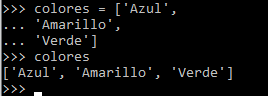 >>> colores = ['Azul',
... 'Amarillo',
... 'Verde']
>>> colores
['Azul', 'Amarillo', 'Verde']
>>>